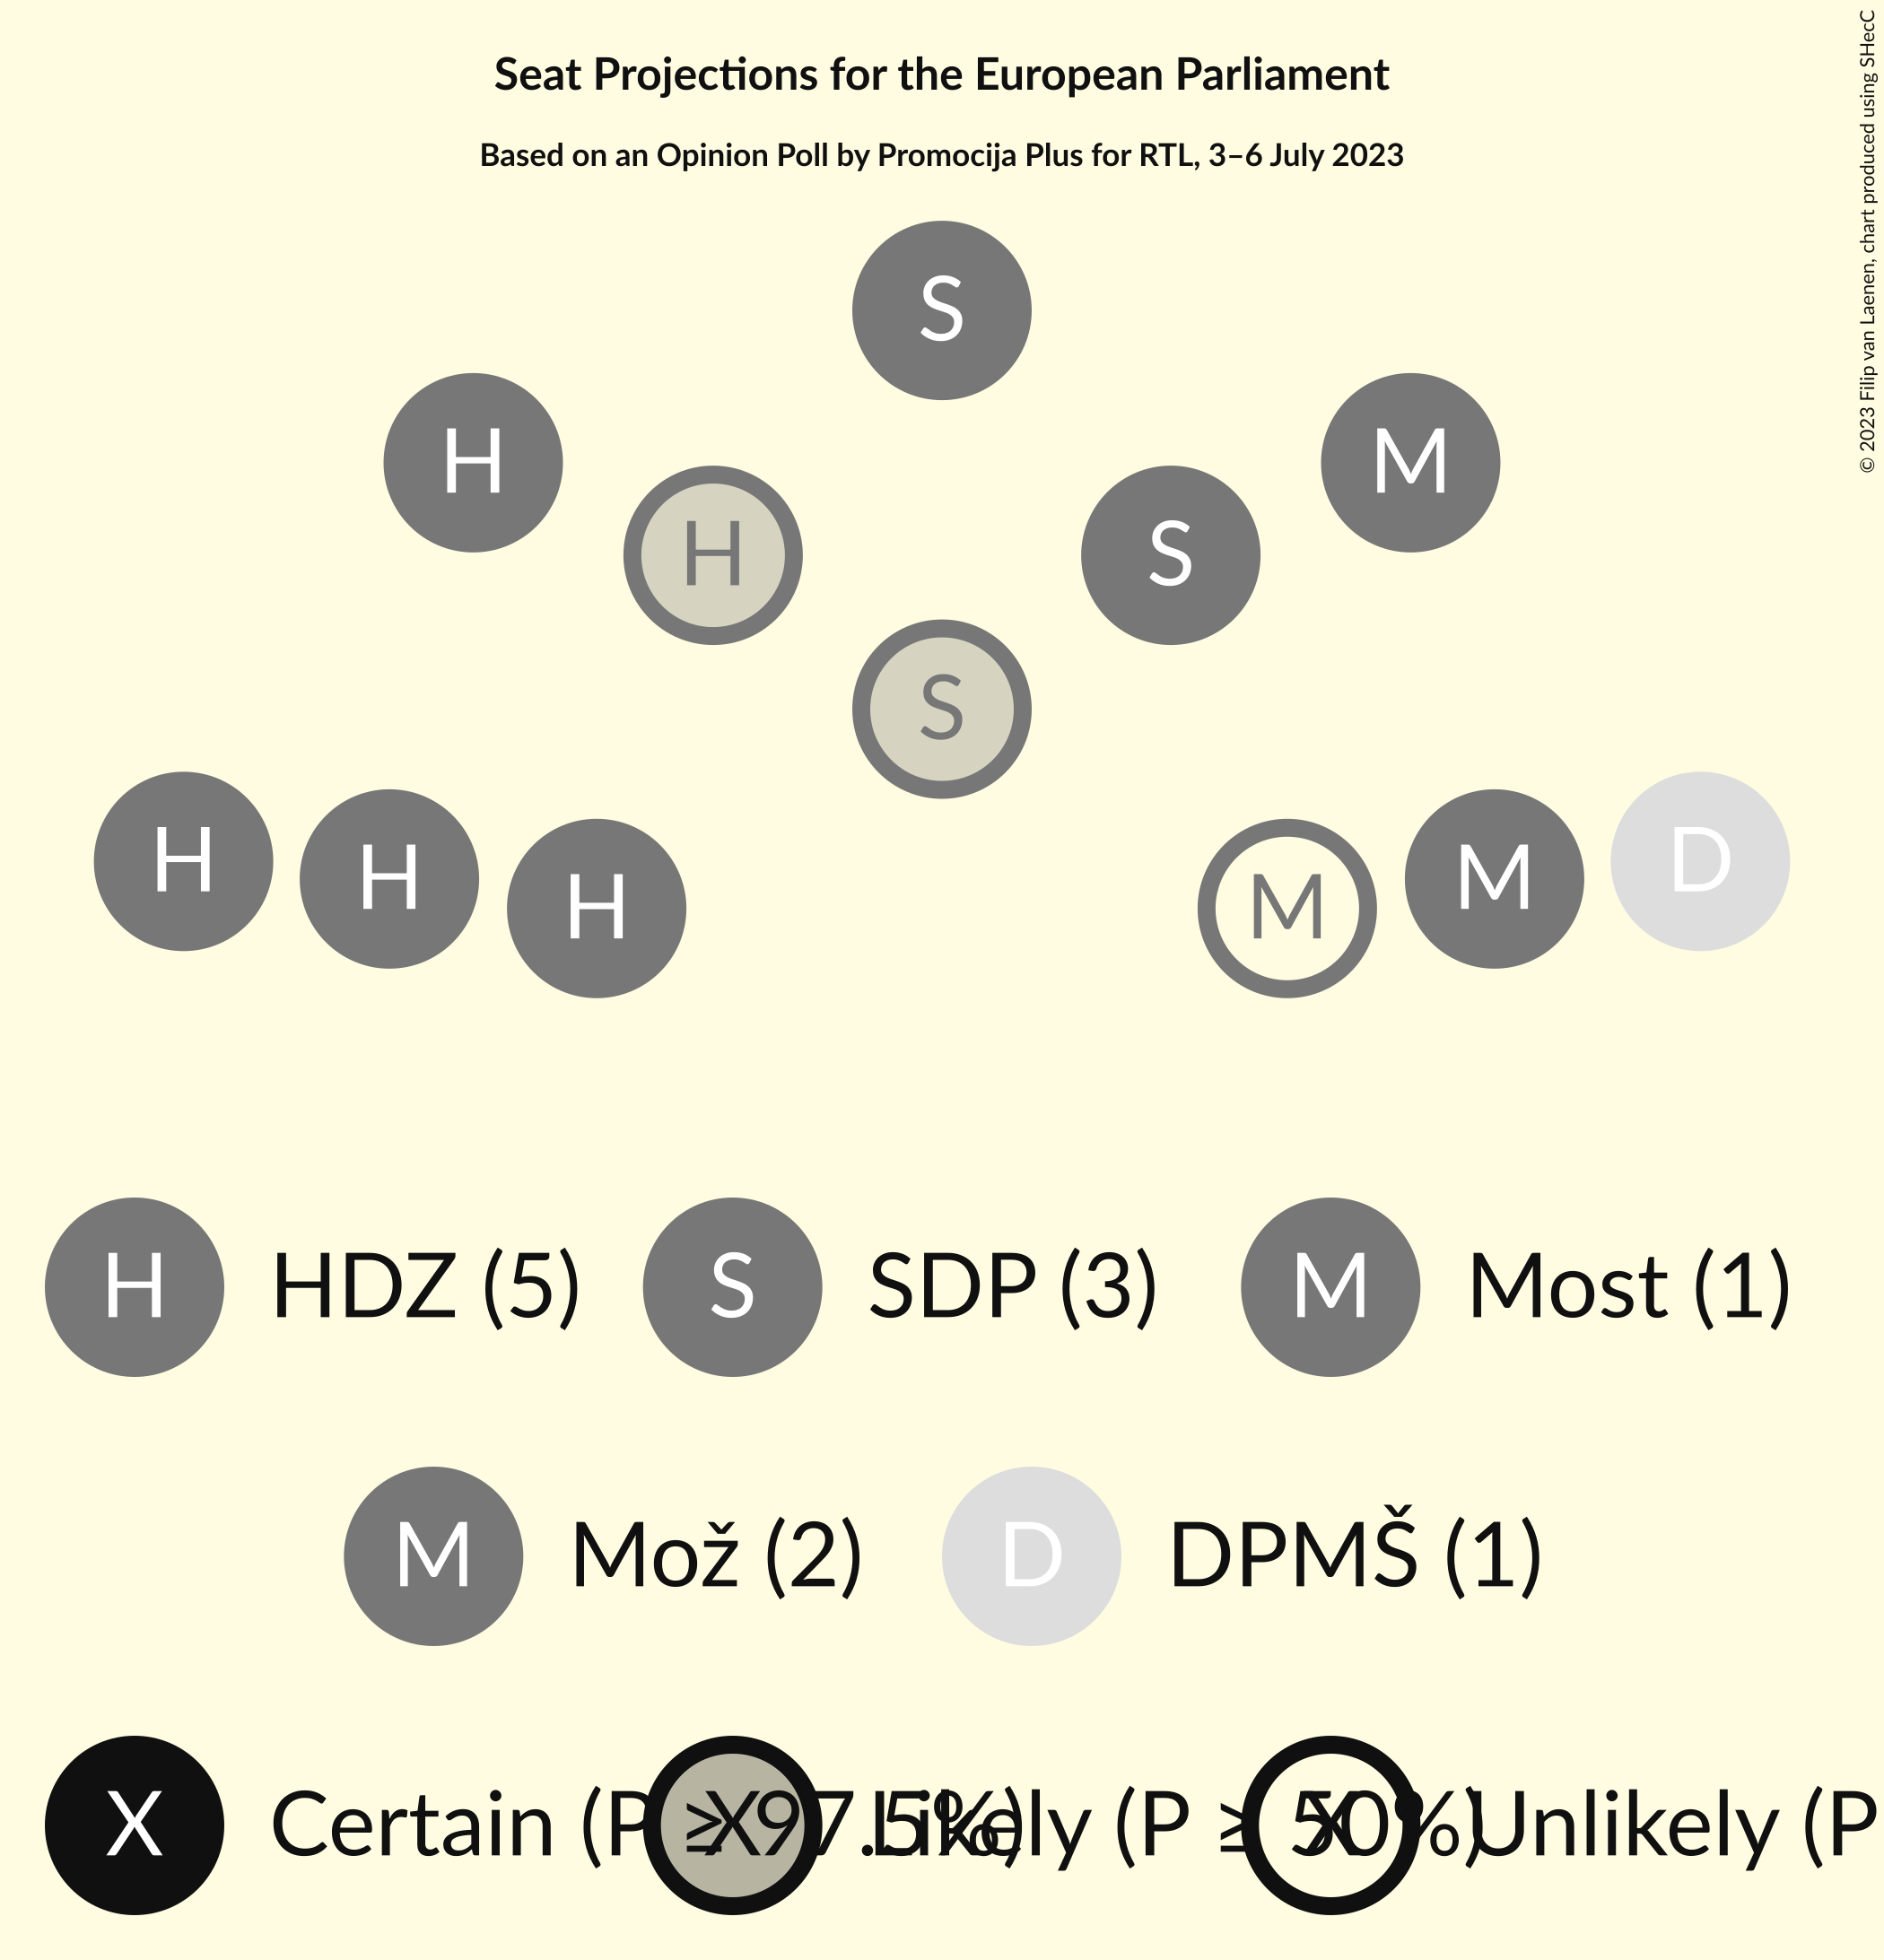 Seat Projections for the European Parliament
Based on an Opinion Poll by Promocija Plus for RTL, 3–6 July 2023
© 2023 Filip van Laenen, chart produced using SHecC
S
H
M
H
S
S
H
H
H
M
M
D
H HDZ (5)
S SDP (3)
M Most (1)
M Mož (2)
D DPMŠ (1)
X Certain (P ≥ 97.5%)
X Likely (P ≥ 50%)
X Unlikely (P